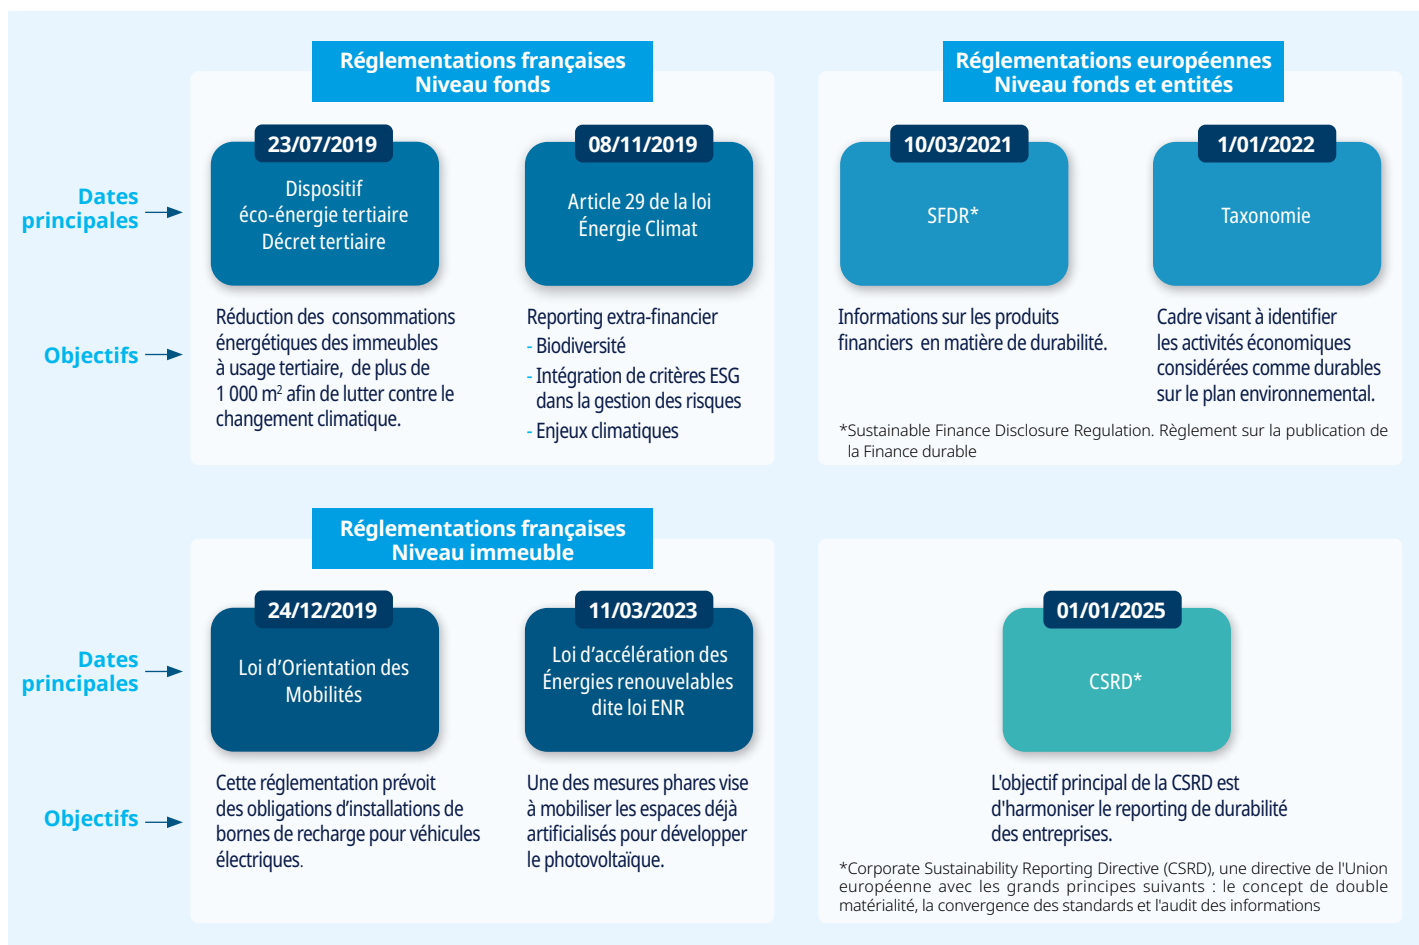 Réglementations françaises
Niveau fonds
Dates
principales
23/07/2019
Dispositif
éco-énergie tertiaire
Décret tertiaire
08/11/2019
Article 29 de la loi
Énergie Climat
Objectifs
Réduction des consommations
énergétiques des immeubles
à usage tertiaire, de plus de
1 000 m² afin de lutter contre le
changement climatique.
Reporting extra-financier
- Biodiversité
- Intégration de critères ESG
dans la gestion des risques
- Enjeux climatiques
Réglementations européennes
Niveau fonds et entités
10/03/2021
SFDR*
1/01/2022
Taxonomie
Informations sur les produits
financiers en matière de durabilité.
Cadre visant à identifier
les activités économiques
considérées comme durables
sur le plan environnemental.
*Sustainable Finance Disclosure Regulation. Règlement sur la publication de
la Finance durable
Réglementations françaises
Niveau immeuble
Dates
principales
24/12/2019
Loi d’Orientation des
Mobilités
11/03/2023
Loi d’accélération des
Énergies renouvelables
dite loi ENR
Objectifs
Cette réglementation prévoit
des obligations d’installations de
bornes de recharge pour véhicules
électriques.
Une des mesures phares vise
à mobiliser les espaces déjà
artificialisés pour développer
le photovoltaïque.
01/01/2025
CSRD*
L'objectif principal de la CSRD est
d'harmoniser le reporting de durabilité
des entreprises.
*Corporate Sustainability Reporting Directive (CSRD), une directive de l'Union
européenne avec les grands principes suivants : le concept de double
matérialité, la convergence des standards et l'audit des informations